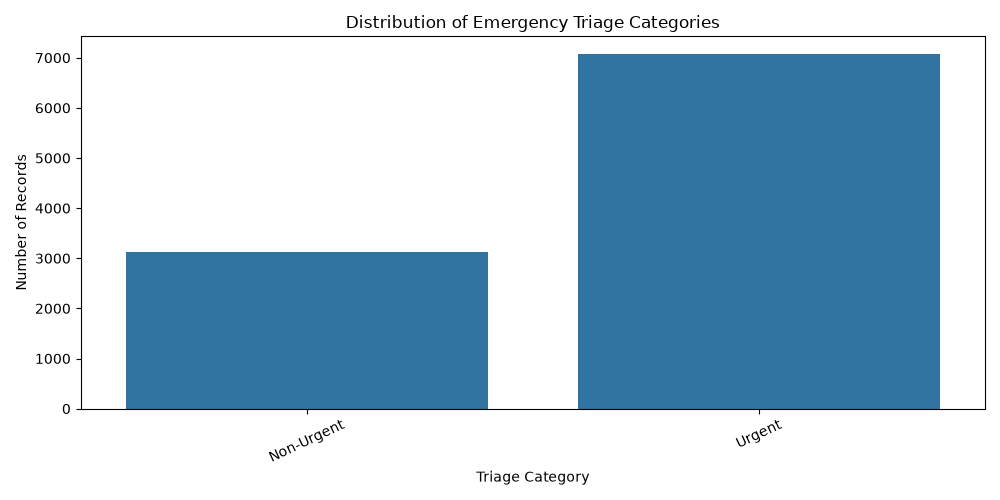 Distribution of Emergency Triage Categories
Number of Records
7000
6000
5000
4000
3000
2000
1000
0
Non-Urgent
Urgent
Triage Category